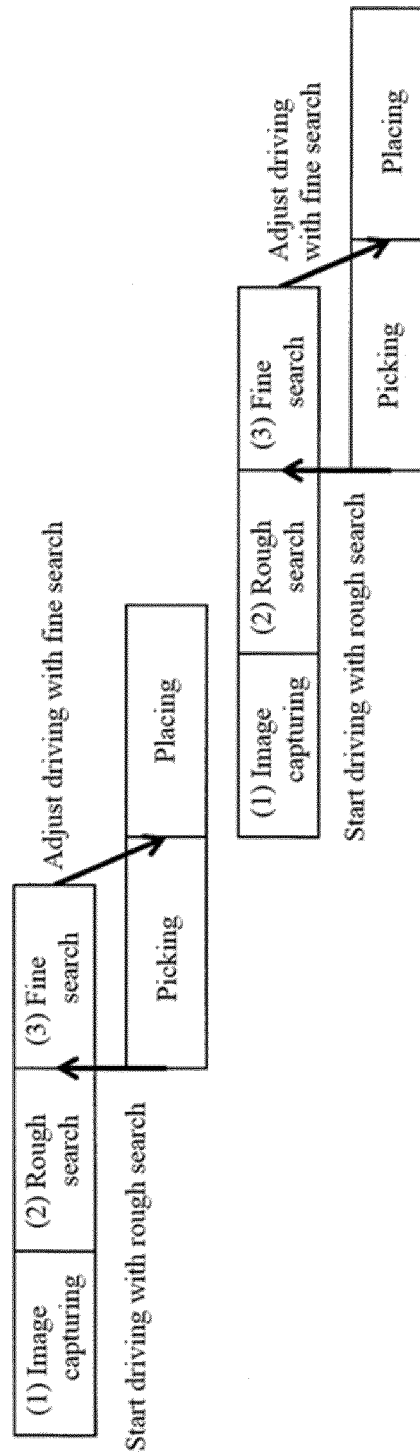 (1) Image
capturing
(2) Rough
search
(3) Fine
search
Adjust driving with fine search
Start driving with rough search
Picking
Placing
(1) Image
capturing
(2) Rough
search
(3) Fine
search
Adjust driving
with fine search
Start driving with rough search
Picking
Placing